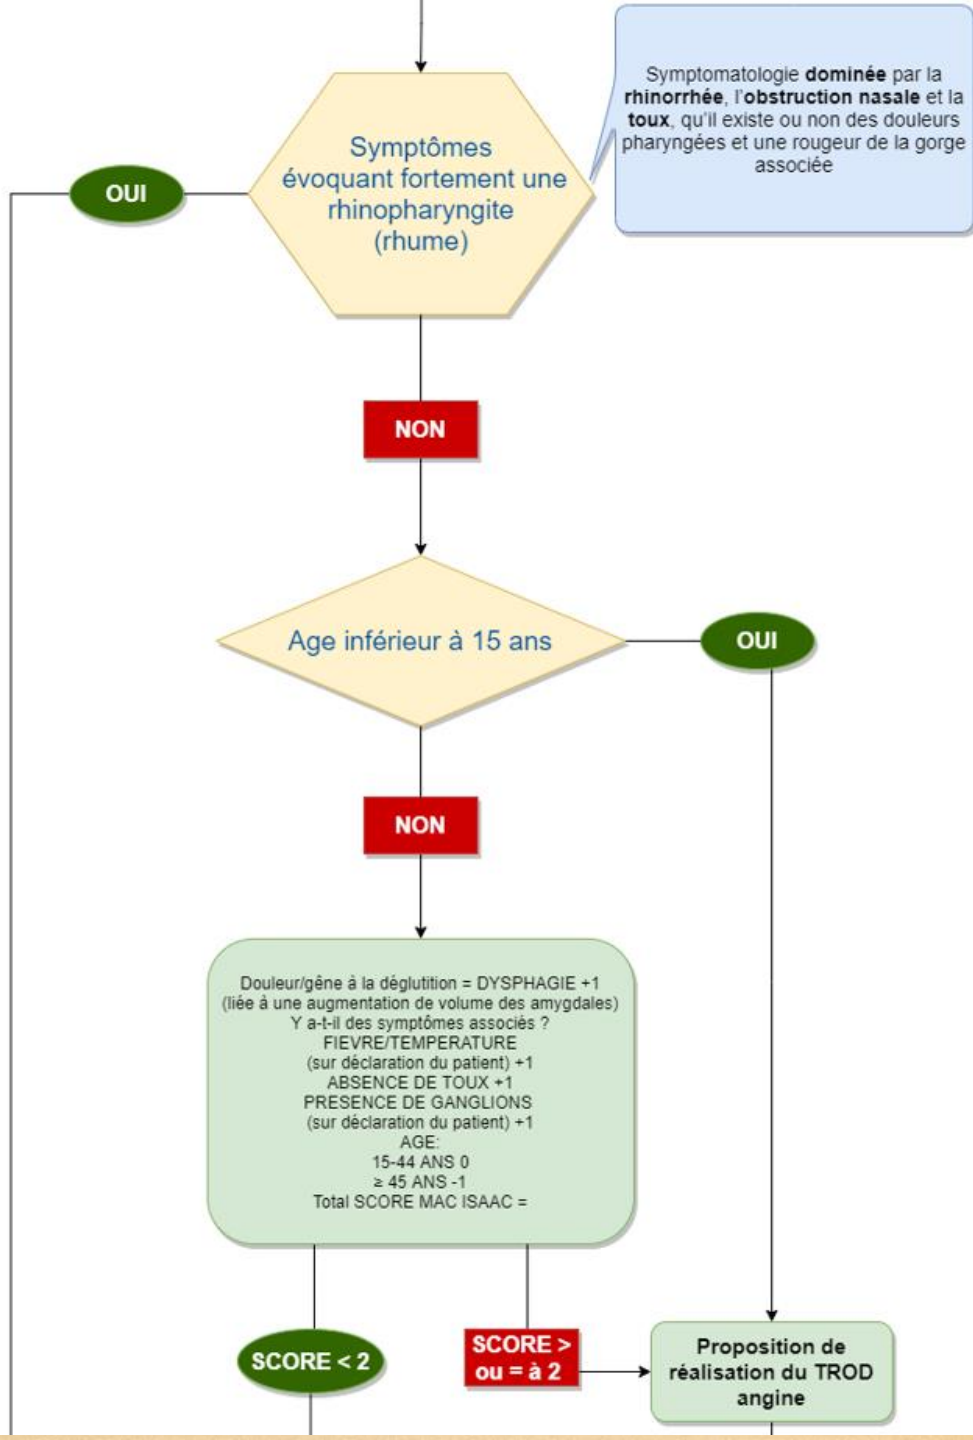 Symptomatologie dominée par la
rhinorrhée, l'obstruction nasale et la
toux, qu'il existe ou non des douleurs
pharyngées et une rougeur de la gorge
associée
Symptômes
évoquant fortement une
rhinopharyngite
(rhume)
OUI
NON
Age inférieur à 15 ans
OUI
NON
Douleur/gêne à la déglutition = DYSPHAGIE +1
(liée à une augmentation de volume des amygdales)
Y a-t-il des symptômes associés ?
FIEVRE/TEMPERATURE
(sur déclaration du patient) +1
ABSENCE DE TOUX +1
PRESENCE DE GANGLIONS
(sur déclaration du patient) +1
AGE:
15-44 ANS 0
≥ 45 ANS -1
Total SCORE MAC ISAAC =
SCORE < 2
SCORE >
ou = à 2
Proposition de
réalisation du TROD
angine